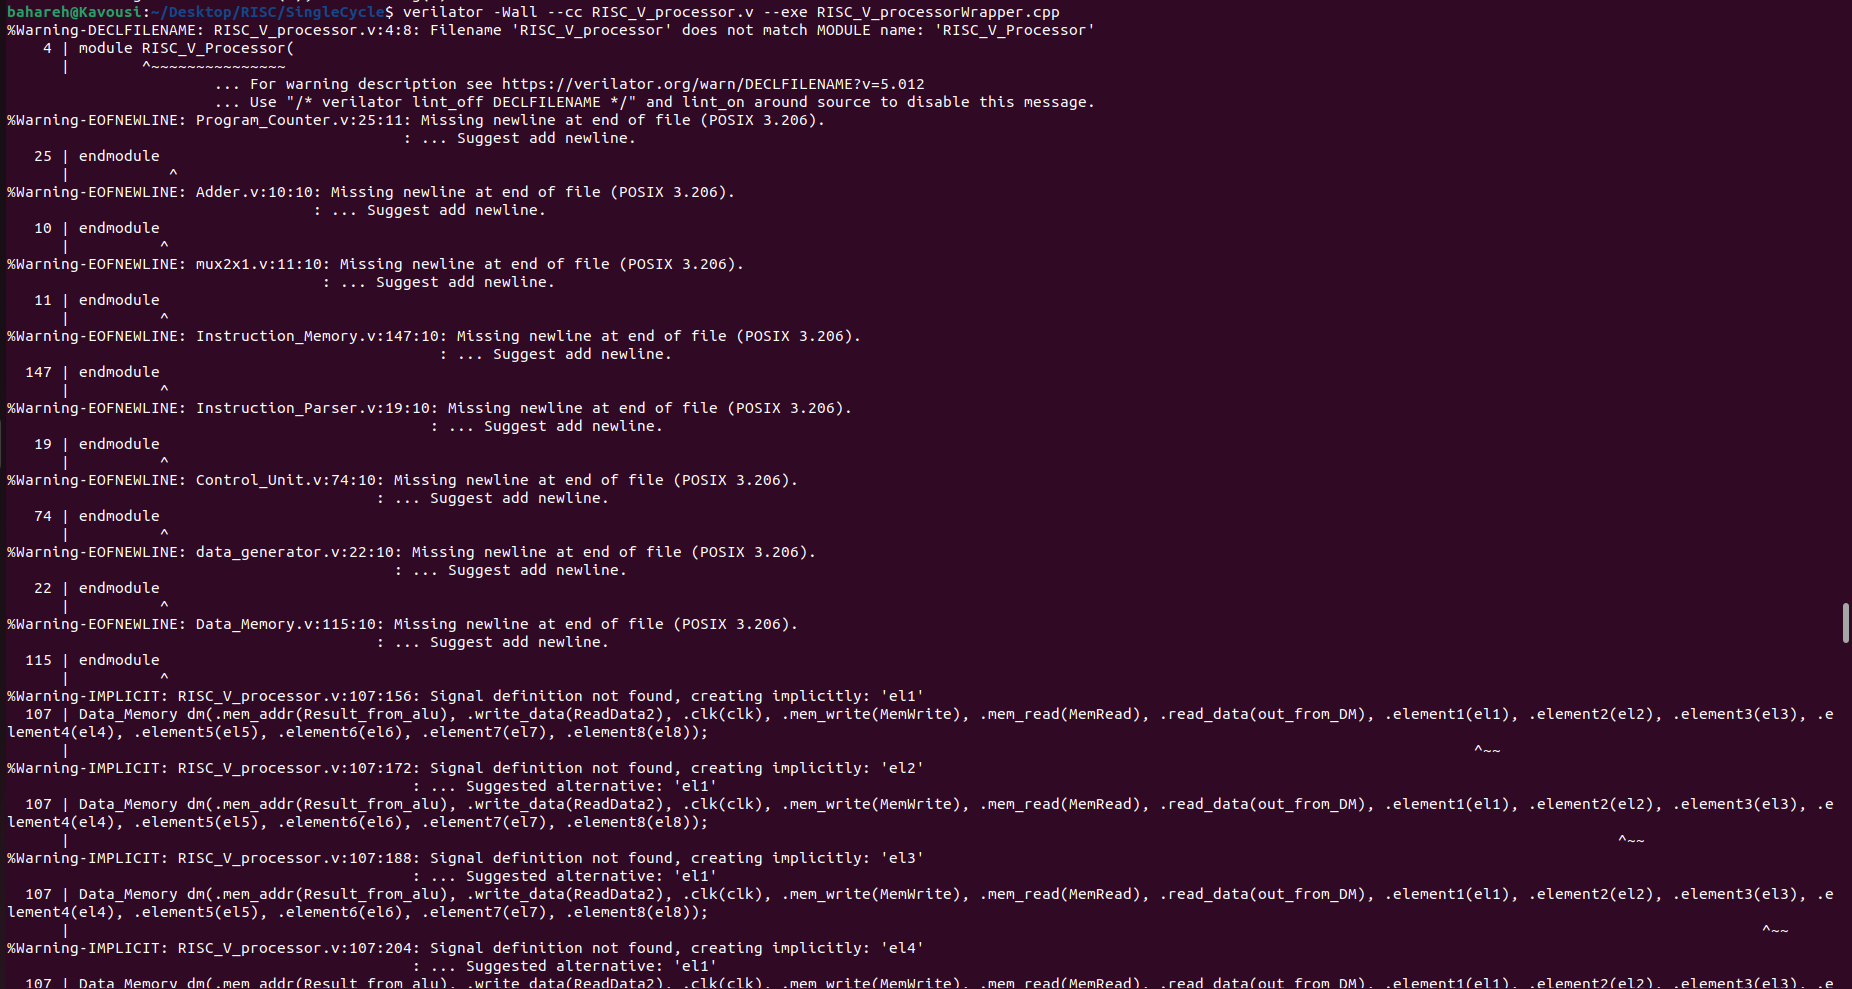 bahareh@Kavousi:~/Desktop/RISC/SingleCycle$ verilator -Wall --cc RISC_V_processor.v --exe RISC_V_processorWrapper.cpp
%Warning-DECLFILENAME: RISC_V_processor.v:4:8: Filename 'RISC_V_processor' does not match MODULE name: 'RISC_V_Processor'
    4 | module RISC_V_Processor(
      |        ^~~~~~~~~~~~~~~~
                       ... For warning description see https://verilator.org/warn/DECLFILENAME?v=5.012
                       ... Use "/* verilator lint_off DECLFILENAME */" and lint_on around source to disable this message.
%Warning-EOFNEWLINE: Program_Counter.v:25:11: Missing newline at end of file (POSIX 3.206).
                                            : ... Suggest add newline.
   25 | endmodule
      |           ^
%Warning-EOFNEWLINE: Adder.v:10:10: Missing newline at end of file (POSIX 3.206).
                                  : ... Suggest add newline.
   10 | endmodule
      |          ^
%Warning-EOFNEWLINE: mux2x1.v:11:10: Missing newline at end of file (POSIX 3.206).
                                   : ... Suggest add newline.
   11 | endmodule
      |          ^
%Warning-EOFNEWLINE: Instruction_Memory.v:147:10: Missing newline at end of file (POSIX 3.206).
                                                : ... Suggest add newline.
  147 | endmodule
      |          ^
%Warning-EOFNEWLINE: Instruction_Parser.v:19:10: Missing newline at end of file (POSIX 3.206).
                                               : ... Suggest add newline.
   19 | endmodule
      |          ^
%Warning-EOFNEWLINE: Control_Unit.v:74:10: Missing newline at end of file (POSIX 3.206).
                                         : ... Suggest add newline.
   74 | endmodule
      |          ^
%Warning-EOFNEWLINE: data_generator.v:22:10: Missing newline at end of file (POSIX 3.206).
                                           : ... Suggest add newline.
   22 | endmodule
      |          ^
%Warning-EOFNEWLINE: Data_Memory.v:115:10: Missing newline at end of file (POSIX 3.206).
                                         : ... Suggest add newline.
  115 | endmodule
      |          ^
%Warning-IMPLICIT: RISC_V_processor.v:107:156: Signal definition not found, creating implicitly: 'el1'
  107 | Data_Memory dm(.mem_addr(Result_from_alu), .write_data(ReadData2), .clk(clk), .mem_write(MemWrite), .mem_read(MemRead), .read_data(out_from_DM), .element1(el1), .element2(el2), .element3(el3), .e
lement4(el4), .element5(el5), .element6(el6), .element7(el7), .element8(el8));
      |                                                                                                                                                            ^~~
%Warning-IMPLICIT: RISC_V_processor.v:107:172: Signal definition not found, creating implicitly: 'el2'
                                             : ... Suggested alternative: 'el1'
  107 | Data_Memory dm(.mem_addr(Result_from_alu), .write_data(ReadData2), .clk(clk), .mem_write(MemWrite), .mem_read(MemRead), .read_data(out_from_DM), .element1(el1), .element2(el2), .element3(el3), .e
lement4(el4), .element5(el5), .element6(el6), .element7(el7), .element8(el8));
      |                                                                                                                                                                            ^~~
%Warning-IMPLICIT: RISC_V_processor.v:107:188: Signal definition not found, creating implicitly: 'el3'
                                             : ... Suggested alternative: 'el1'
  107 | Data_Memory dm(.mem_addr(Result_from_alu), .write_data(ReadData2), .clk(clk), .mem_write(MemWrite), .mem_read(MemRead), .read_data(out_from_DM), .element1(el1), .element2(el2), .element3(el3), .e
lement4(el4), .element5(el5), .element6(el6), .element7(el7), .element8(el8));
      |                                                                                                                                                                                            ^~~
%Warning-IMPLICIT: RISC_V_processor.v:107:204: Signal definition not found, creating implicitly: 'el4'
                                             : ... Suggested alternative: 'el1'
  107 | Data_Memory dm(.mem_addr(Result_from_alu), .write_data(ReadData2), .clk(clk), .mem_write(MemWrite), .mem_read(MemRead), .read_data(out_from_DM), .element1(el1), .element2(el2), .element3(el3), .e